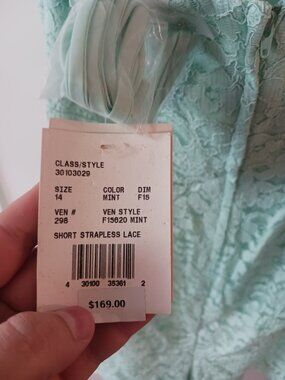 CLASS/STYLE
30103029
SIZE COLOR DIM
14 MINT F15
VEN # VEN STYLE
298 F15620 MINT
SHORT STRAPLESS LACE
4 30100 35361 2
$169.00